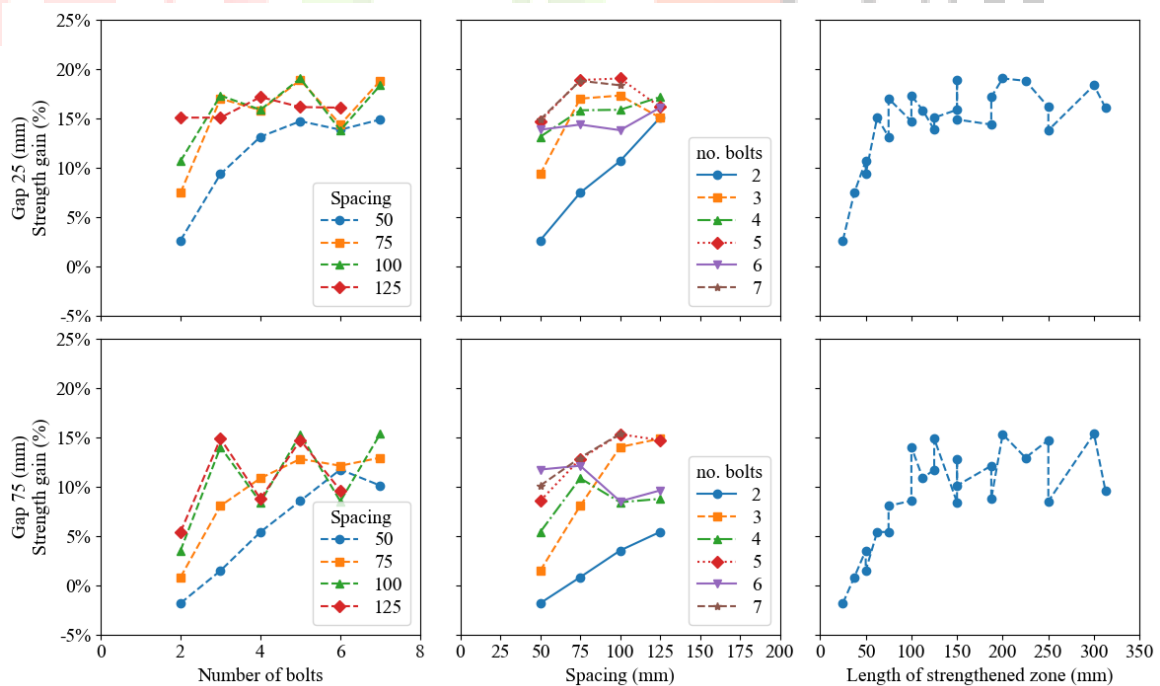 25%
20%
15%
10%
5%
0%
-5%
Gap 25 (mm)
Strength gain (%)
Spacing
50
75
100
125
no. bolts
2
3
4
5
6
7
25%
20%
15%
10%
5%
0%
-5%
Gap 75 (mm)
Strength gain (%)
Spacing
50
75
100
125
0 2 4 6 8
Number of bolts
no. bolts
2
3
4
5
6
7
0 25 50 75 100 125 150 175 200
Spacing (mm)
0 50 100 150 200 250 300 350
Length of strengthened zone (mm)